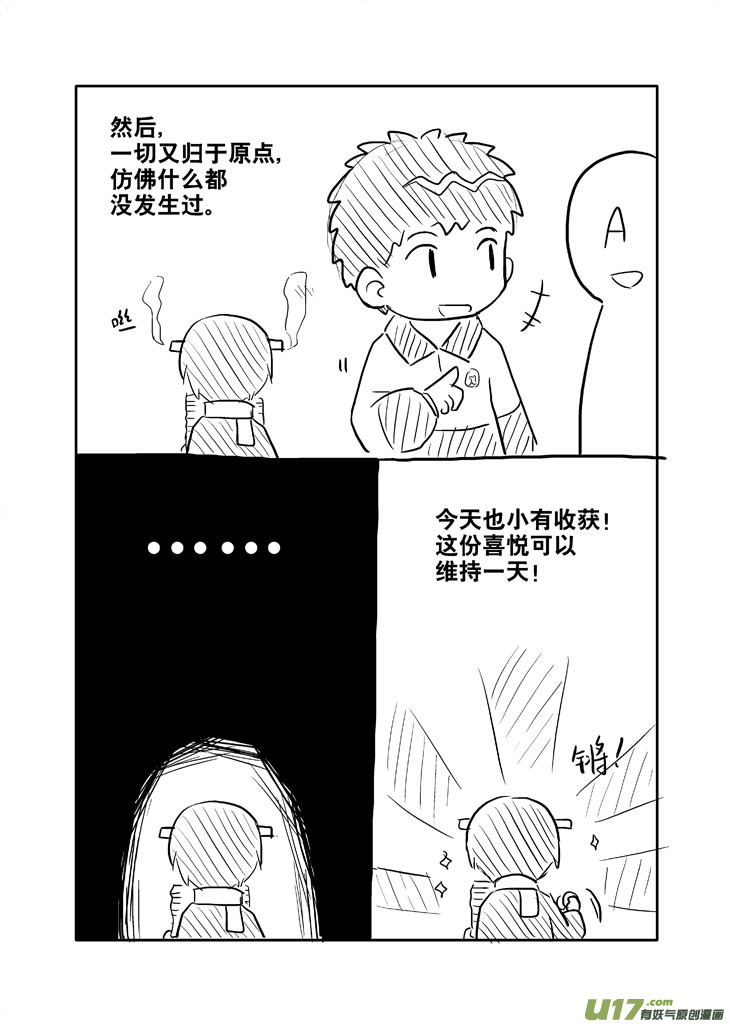 然后，
一切又归于原点，
仿佛什么都
没发生过。
A
咝
……
今天也小有收获！
这份喜悦可以
维持一天！
锵！
U17.com
有妖气原创漫画